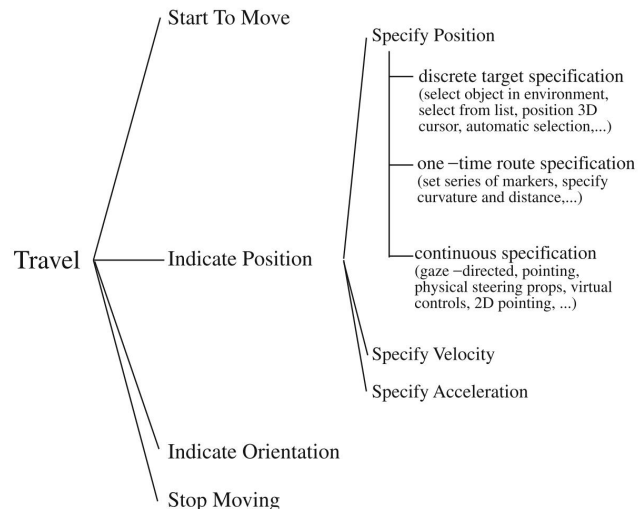 Start To Move
Specify Position
discrete target specification
(select object in environment,
select from list, position 3D
cursor, automatic selection,...)
one –time route specification
(set series of markers, specify
curvature and distance,...)
Travel
Indicate Position
continuous specification
(gaze –directed, pointing,
physical steering props, virtual
controls, 2D pointing, ...)
Specify Velocity
Specify Acceleration
Indicate Orientation
Stop Moving